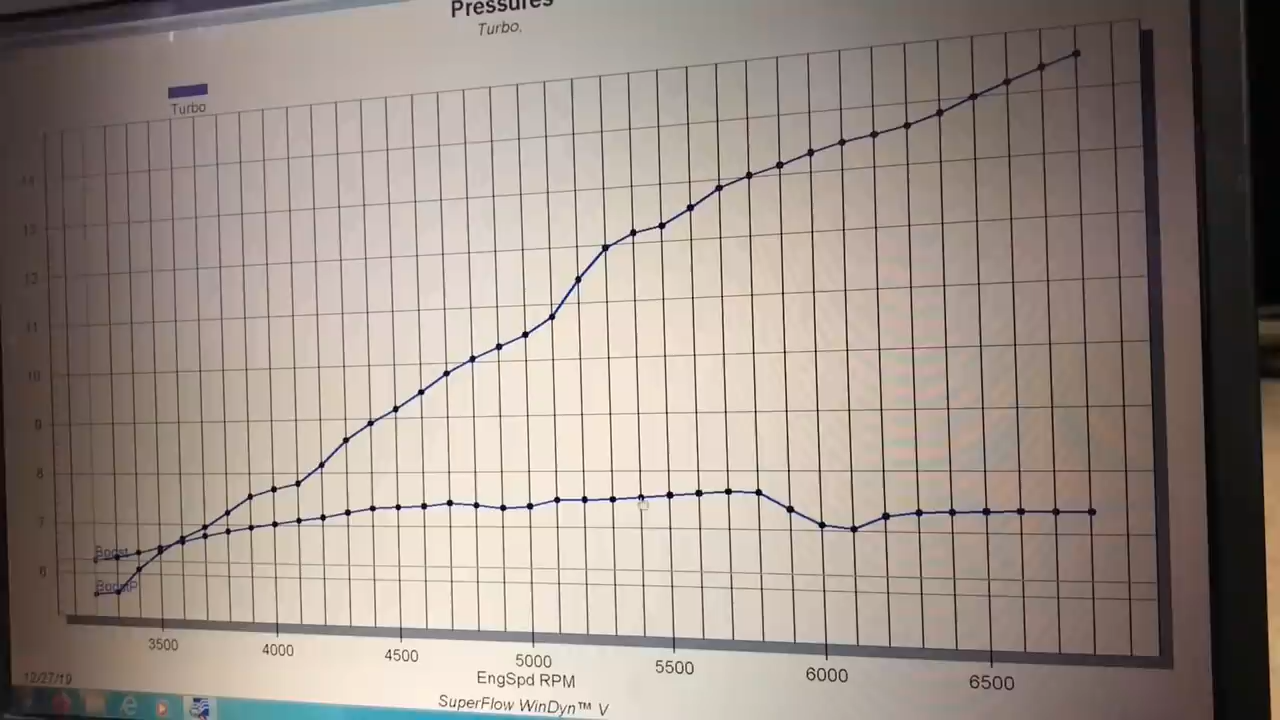 Pressures
Turbo,
Turbo
14
13
12
11
10
9
8
7
6
Boost
BoostP
3500
4000
4500
5000
5500
6000
6500
EngSpd RPM
12/27/19
SuperFlow WinDyn™ V